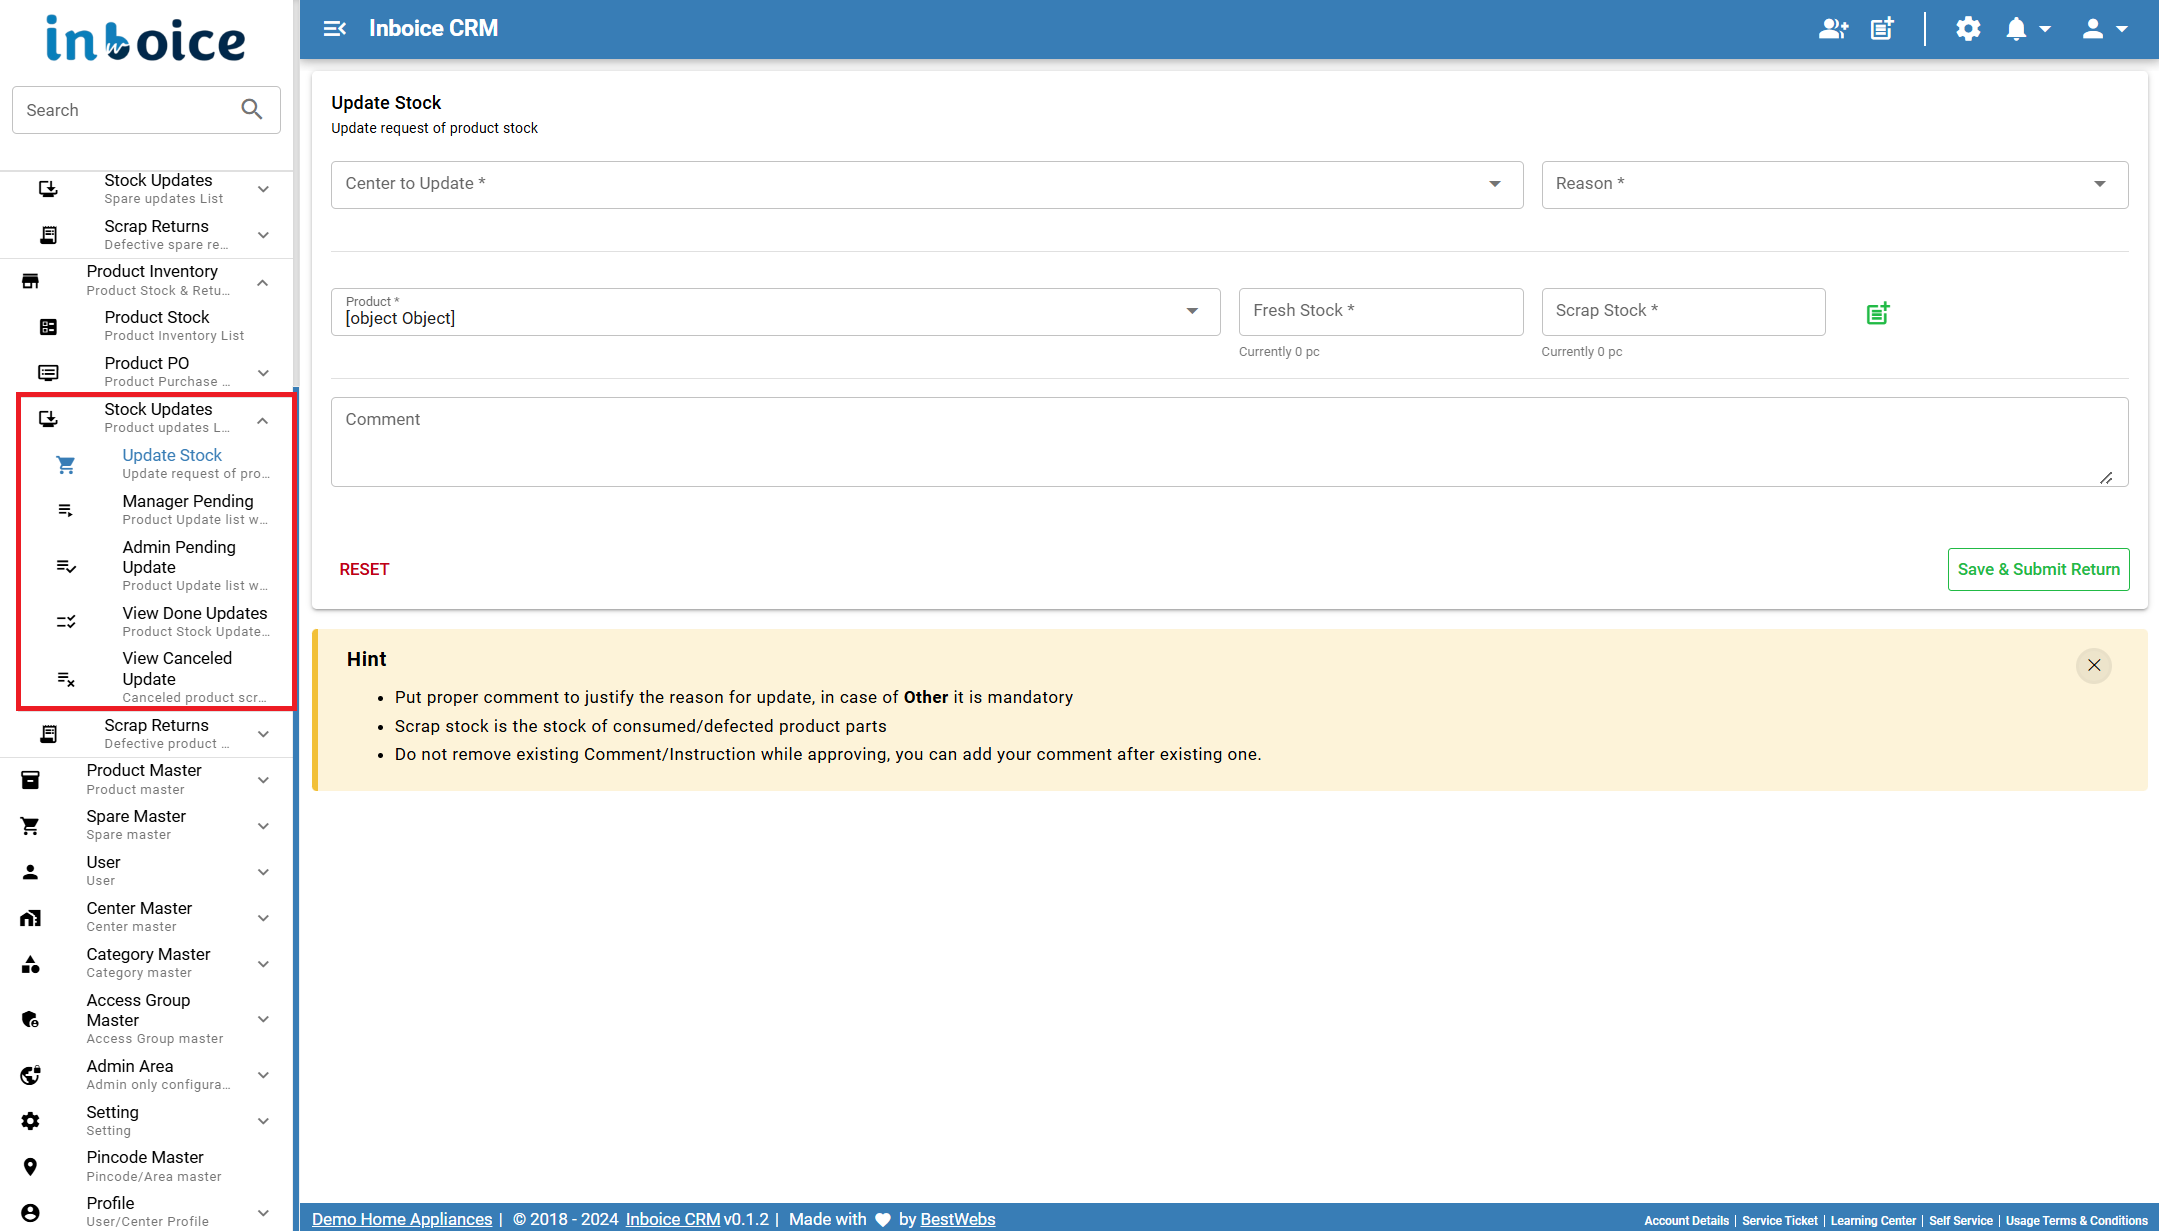 inboice
Inboice CRM
Search
Stock Updates
Spare updates List
Scrap Returns
Defective spare re...
Product Inventory
Product Stock & Retu...
Product Stock
Product Inventory List
Product PO
Product Purchase ...
Stock Updates
Product updates L...
Update Stock
Update request of pro...
Manager Pending
Product Update list w...
Admin Pending
Update
Product Update list w...
View Done Updates
Product Stock Update...
View Canceled
Update
Canceled product scr...
Scrap Returns
Defective product ...
Product Master
Product master
Spare Master
Spare master
User
User
Center Master
Center master
Category Master
Category master
Access Group
Master
Access Group master
Admin Area
Admin only configura...
Setting
Setting
Pincode Master
Pincode/Area master
Profile
User/Center Profile
Update Stock
Update request of product stock
Center to Update *
Reason *
Product *
[object Object]
Fresh Stock *
Scrap Stock *
Currently 0 pc
Currently 0 pc
Comment
RESET
Save & Submit Return
Hint
• Put proper comment to justify the reason for update, in case of Other it is mandatory
• Scrap stock is the stock of consumed/defected product parts
• Do not remove existing Comment/Instruction while approving, you can add your comment after existing one.
Demo Home Appliances | © 2018 - 2024 Inboice CRM v0.1.2 | Made with ♥ by BestWebs
Account Details | Service Ticket | Learning Center | Self Service | Usage Terms & Conditions